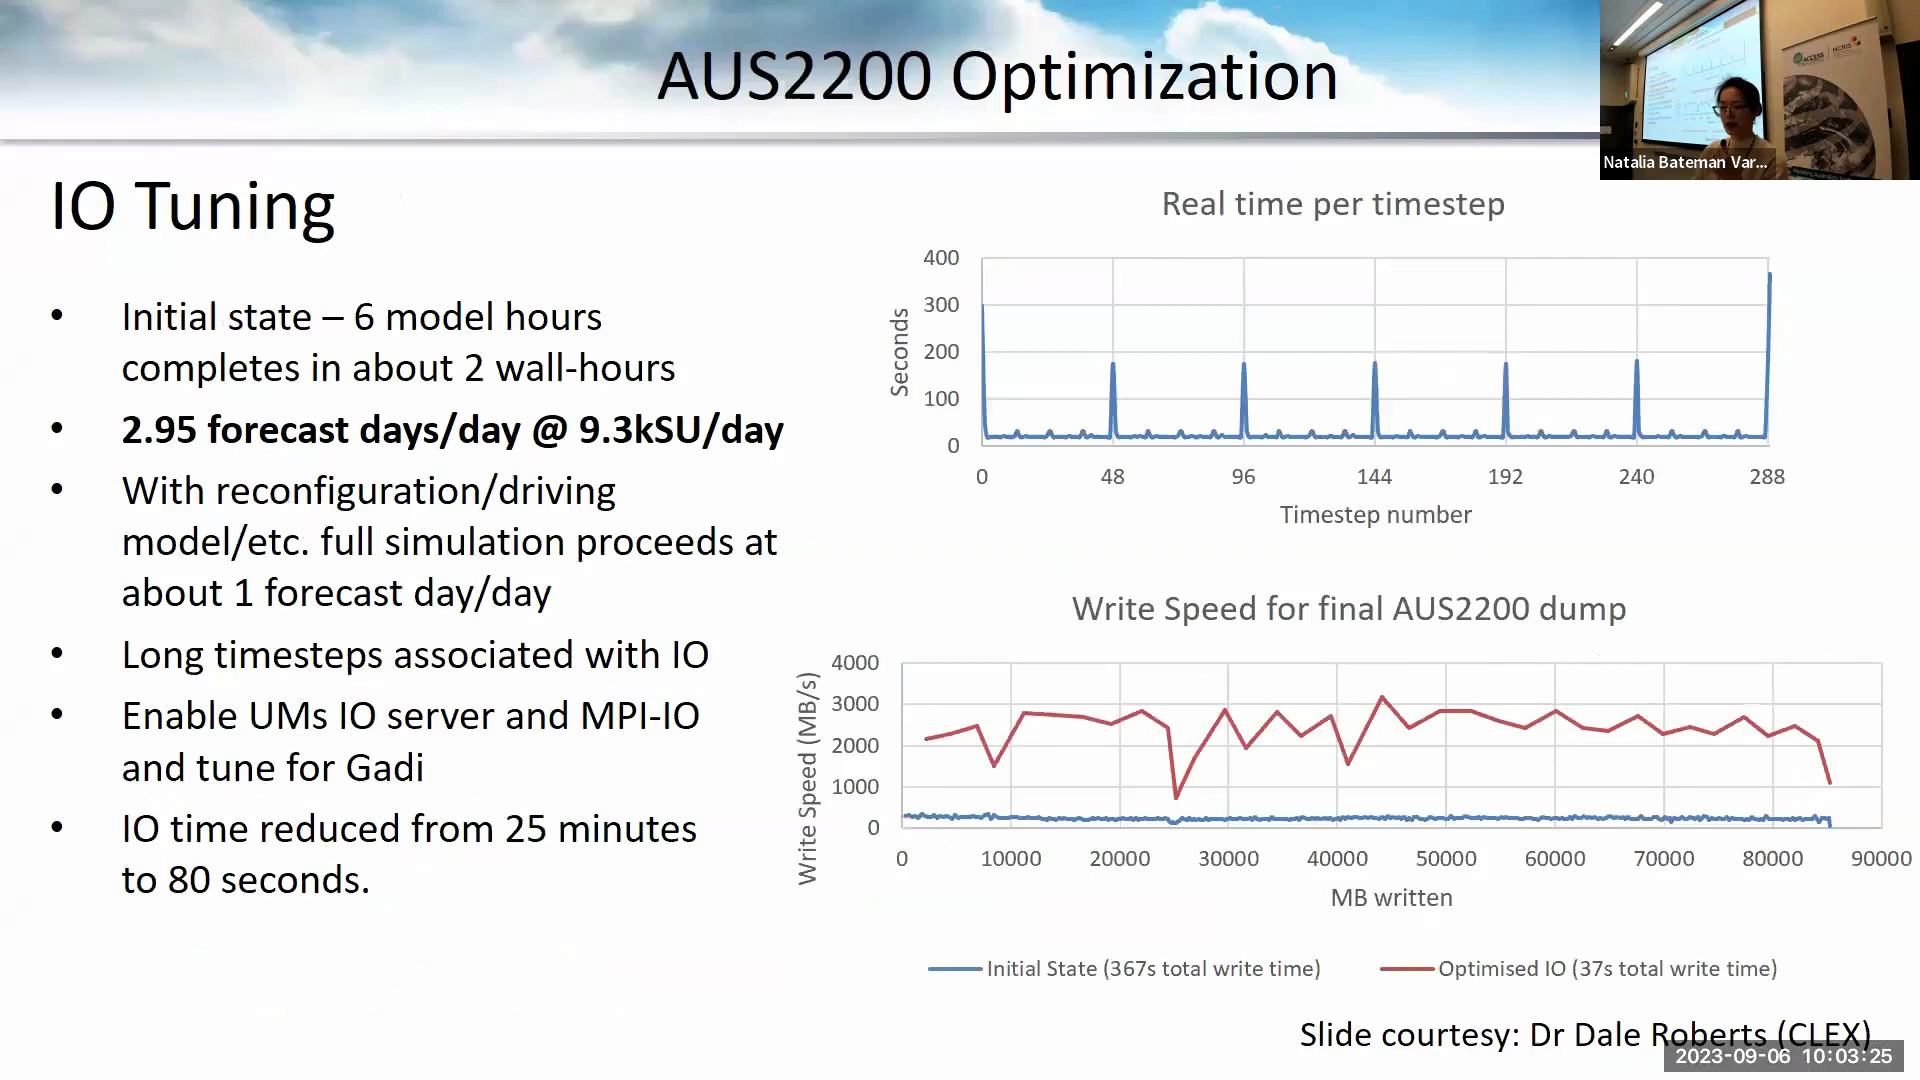 AUS2200 Optimization
ACCESS
NCRIS
Natalia Bateman Var...
IO Tuning
• Initial state – 6 model hours
completes in about 2 wall-hours
• 2.95 forecast days/day @ 9.3kSU/day
• With reconfiguration/driving
model/etc. full simulation proceeds at
about 1 forecast day/day
• Long timesteps associated with IO
• Enable UMs IO server and MPI-IO
and tune for Gadi
• IO time reduced from 25 minutes
to 80 seconds.
Real time per timestep
Seconds
400
300
200
100
0
0 48 96 144 192 240 288
Timestep number
Write Speed for final AUS2200 dump
Write Speed (MB/s)
4000
3000
2000
1000
0
0 10000 20000 30000 40000 50000 60000 70000 80000 90000
MB written
Initial State (367s total write time) Optimised IO (37s total write time)
Slide courtesy: Dr Dale Roberts (CLEX)
2023-09-06 10:03:25